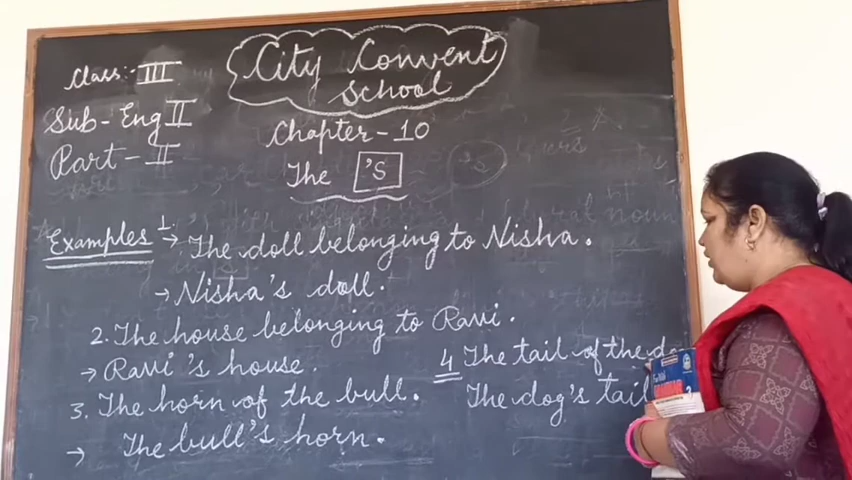 City Convent
School
Class:- III
Sub- Eng II
Part- II
Chapter - 10
The 'S
Examples 1. → The doll belonging to Nisha.
→ Nisha's doll.
2. The house belonging to Ravi.
→ Ravi's house.
3. The horn of the bull.
→ The bull's horn.
4 The tail of the do
The dog's tail